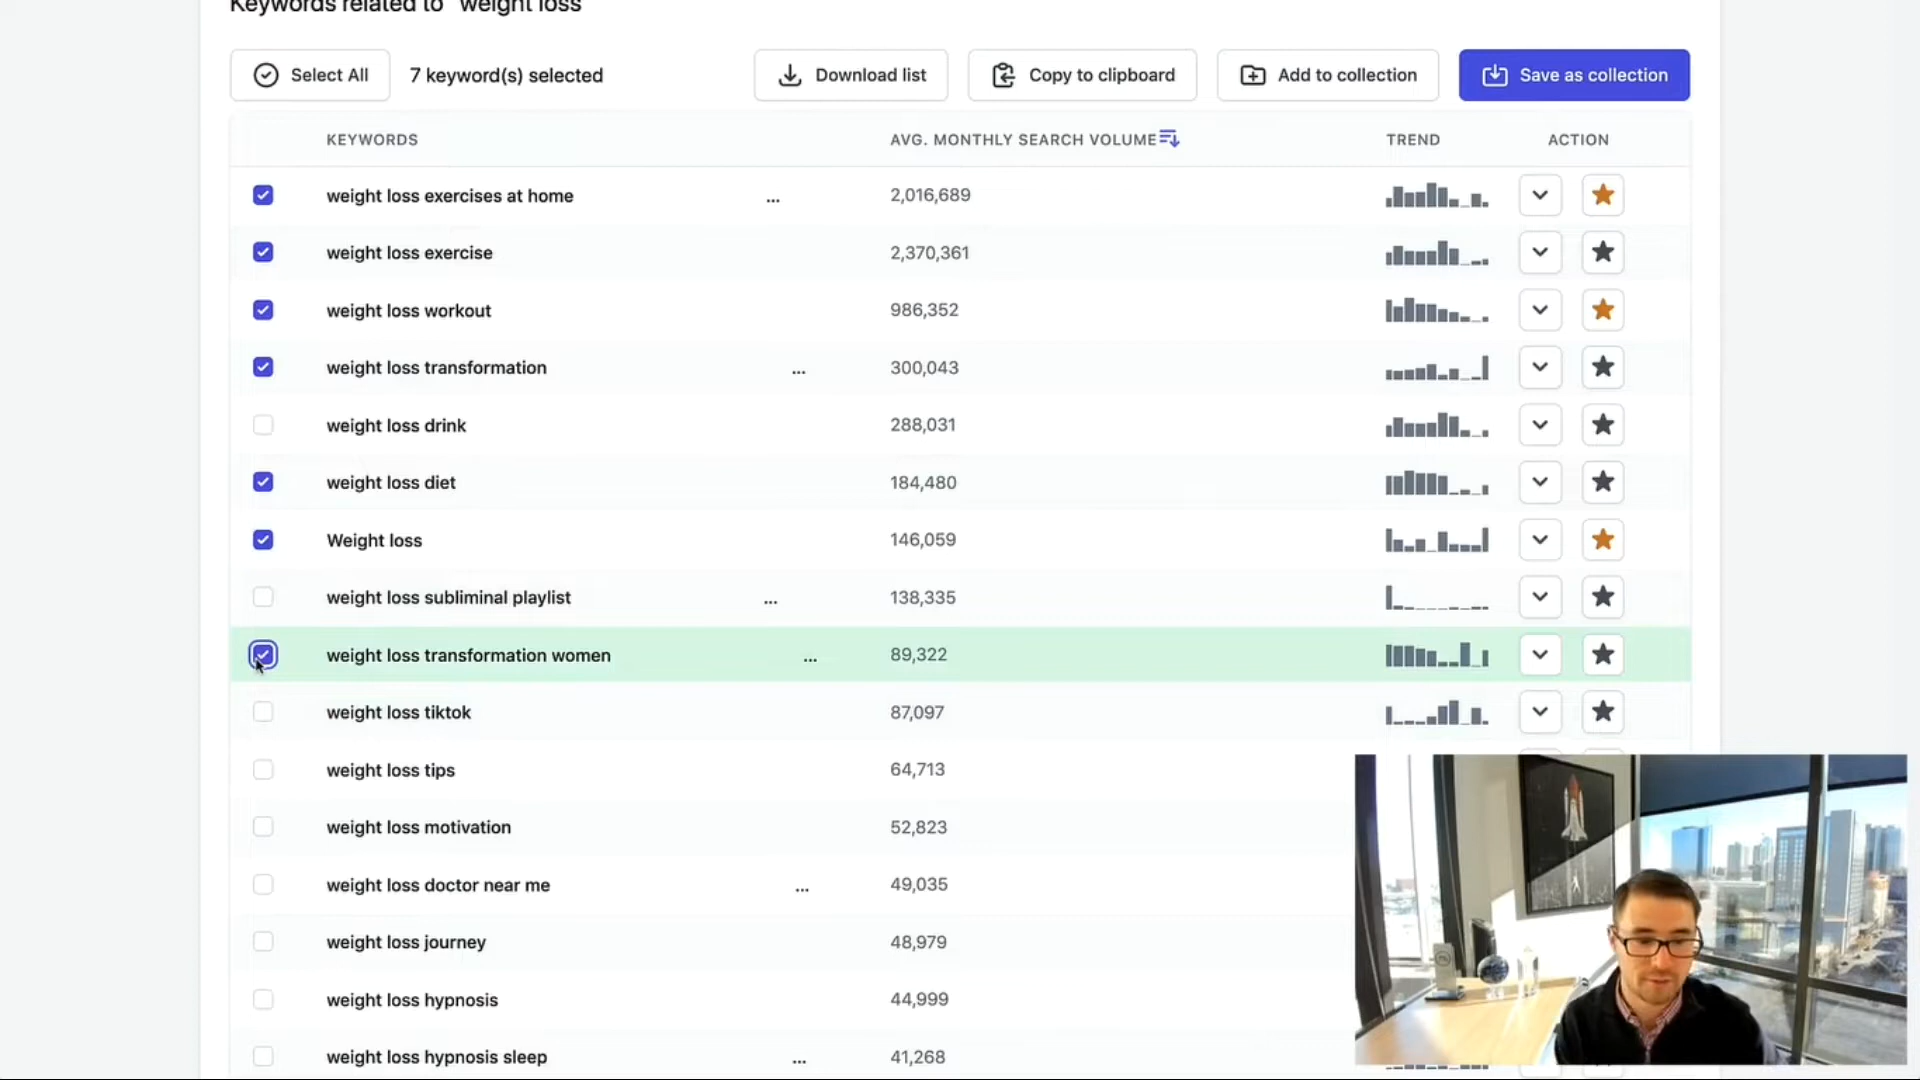 Keywords related to "weight loss"
Select All 7 keyword(s) selected Download list Copy to clipboard Add to collection Save as collection
KEYWORDS AVG. MONTHLY SEARCH VOLUME TREND ACTION
weight loss exercises at home ... 2,016,689
weight loss exercise 2,370,361
weight loss workout 986,352
weight loss transformation ... 300,043
weight loss drink 288,031
weight loss diet 184,480
Weight loss 146,059
weight loss subliminal playlist ... 138,335
weight loss transformation women ... 89,322
weight loss tiktok 87,097
weight loss tips 64,713
weight loss motivation 52,823
weight loss doctor near me ... 49,035
weight loss journey 48,979
weight loss hypnosis 44,999
weight loss hypnosis sleep ... 41,268